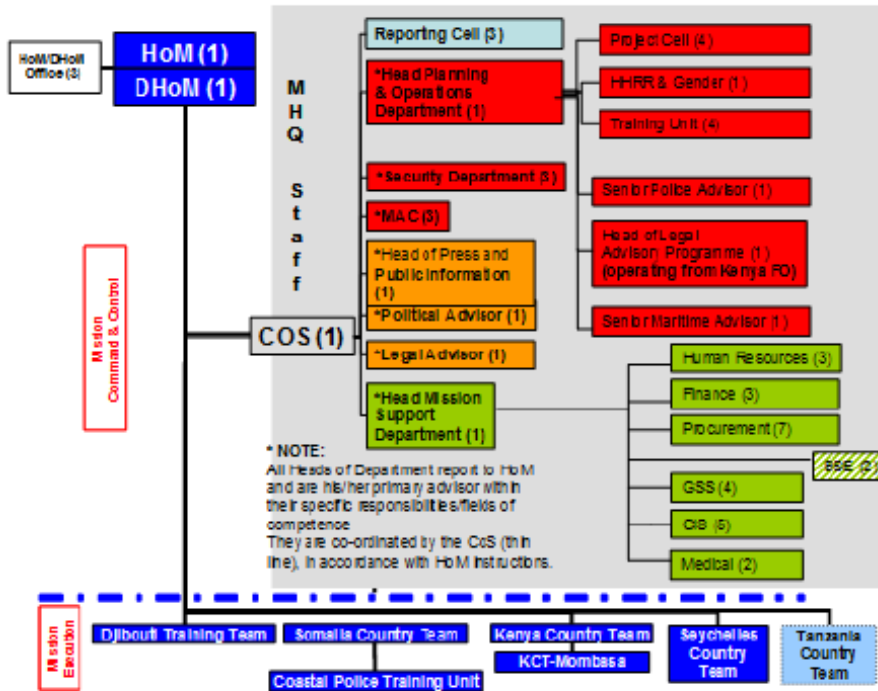 HoM (1)
DHoM (1)
HoM/DHoM
Office (3)
MHQ Staff
Reporting Cell (3)
*Head Planning
& Operations
Department (1)
*Security Department (3)
*MAC (3)
*Head of Press and
Public Information
(1)
*Political Advisor (1)
*Legal Advisor (1)
*Head Mission
Support
Department (1)
COS (1)
Project Cell (4)
HHRR & Gender (1)
Training Unit (4)
Senior Police Advisor (1)
Head of Legal
Advisory Programme (1)
(operating from Kenya FO)
Senior Maritime Advisor (1)
Human Resources (3)
Finance (3)
Procurement (7)
GSS (4)
CIS (5)
Medical (2)
* NOTE:
All Heads of Department report to HoM
and are his/her primary advisor within
their specific responsibilities/fields of
competence
They are co-ordinated by the CoS (thin
line), in accordance with HoM instructions.
Mission
Command & Control
Mission
Execution
Djibouti Training Team
Somalia Country Team
Coastal Police Training Unit
Kenya Country Team
KCT-Mombasa
Seychelles
Country
Team
Tanzania
Country
Team